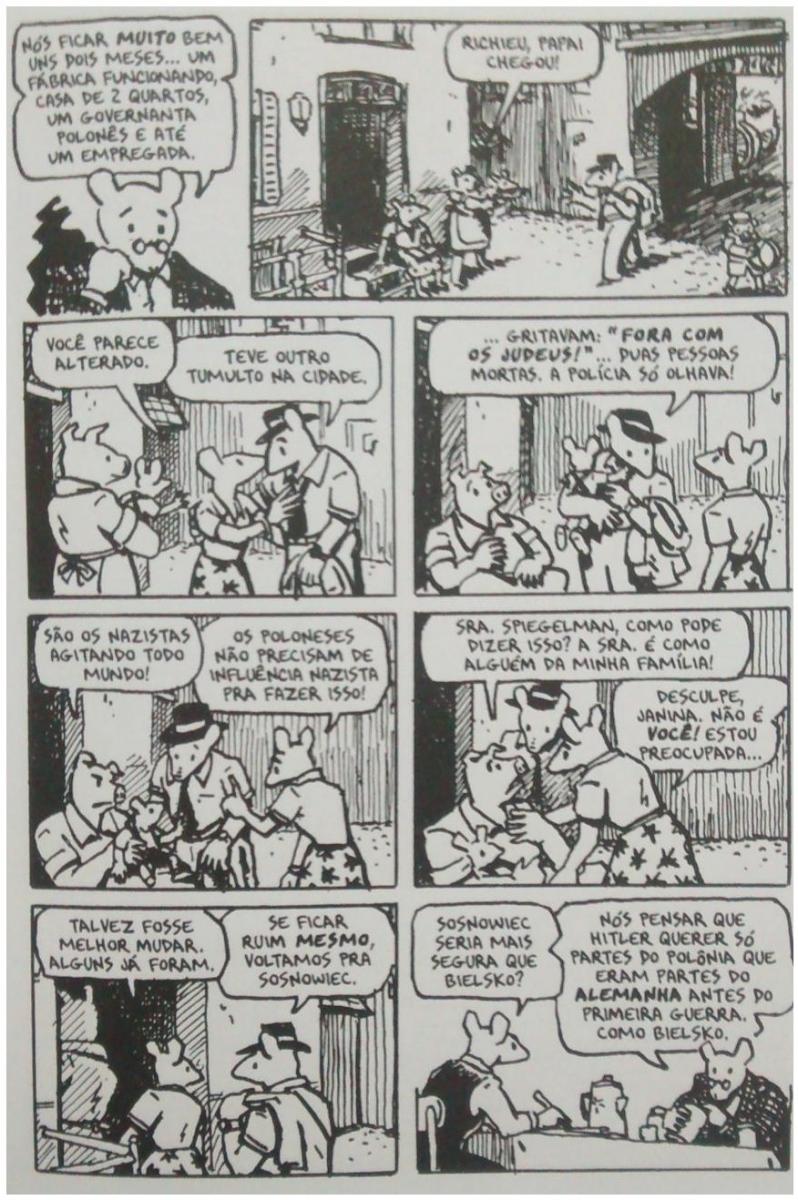 NÓS FICAR MUITO BEM
UNS DOIS MESES... UM
FÁBRICA FUNCIONANDO,
CASA DE 2 QUARTOS,
UM GOVERNANTA
POLONÊS E ATÉ
UM EMPREGADA.
RICHIEU, PAPAI
CHEGOU!
VOCÊ PARECE
ALTERADO.
TEVE OUTRO
TUMULTO NA CIDADE.
... GRITAVAM: "FORA COM
OS JUDEUS!"... DUAS PESSOAS
MORTAS. A POLÍCIA SÓ OLHAVA!
SÃO OS NAZISTAS
AGITANDO TODO
MUNDO!
OS POLONESES
NÃO PRECISAM DE
INFLUÊNCIA NAZISTA
PRA FAZER ISSO!
SRA. SPIEGELMAN, COMO PODE
DIZER ISSO? A SRA. É COMO
ALGUÉM DA MINHA FAMÍLIA!
DESCULPE,
JANINA. NÃO É
VOCÊ! ESTOU
PREOCUPADA...
TALVEZ FOSSE
MELHOR MUDAR.
ALGUNS JÁ FORAM.
SE FICAR
RUIM MESMO,
VOLTAMOS PRA
SOSNOWIEC.
SOSNOWIEC
SERIA MAIS
SEGURA QUE
BIELSKO?
NÓS PENSAR QUE
HITLER QUERER SÓ
PARTES DO POLÔNIA QUE
ERAM PARTES DO
ALEMANHA ANTES DO
PRIMEIRA GUERRA.
COMO BIELSKO.